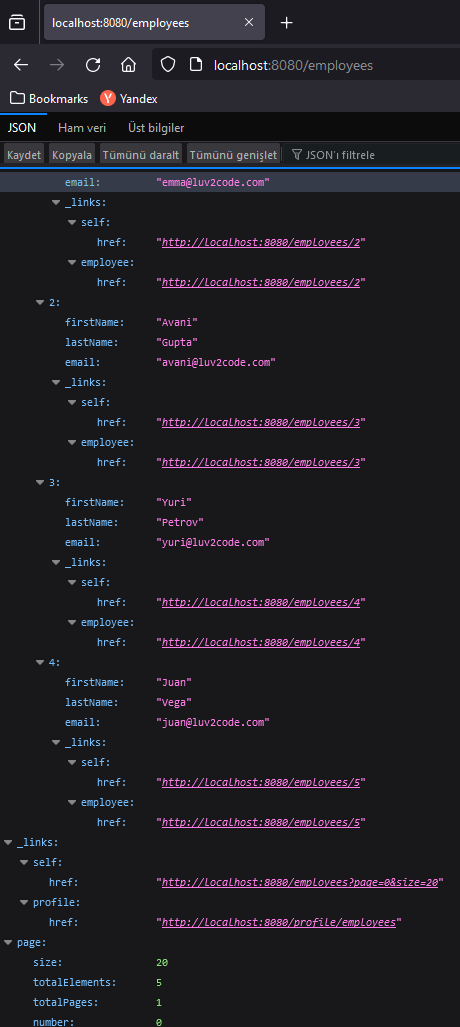 localhost:8080/employees
localhost:8080/employees
Bookmarks Yandex
JSON Ham veri Üst bilgiler
Kaydet Kopyala Tümünü daralt Tümünü genişlet JSON'ı filtrele
email: "emma@luv2code.com"
_links:
self:
href: "http://localhost:8080/employees/2"
employee:
href: "http://localhost:8080/employees/2"
2:
firstName: "Avani"
lastName: "Gupta"
email: "avani@luv2code.com"
_links:
self:
href: "http://localhost:8080/employees/3"
employee:
href: "http://localhost:8080/employees/3"
3:
firstName: "Yuri"
lastName: "Petrov"
email: "yuri@luv2code.com"
_links:
self:
href: "http://localhost:8080/employees/4"
employee:
href: "http://localhost:8080/employees/4"
4:
firstName: "Juan"
lastName: "Vega"
email: "juan@luv2code.com"
_links:
self:
href: "http://localhost:8080/employees/5"
employee:
href: "http://localhost:8080/employees/5"
_links:
self:
href: "http://localhost:8080/employees?page=0&size=20"
profile:
href: "http://localhost:8080/profile/employees"
page:
size: 20
totalElements: 5
totalPages: 1
number: 0